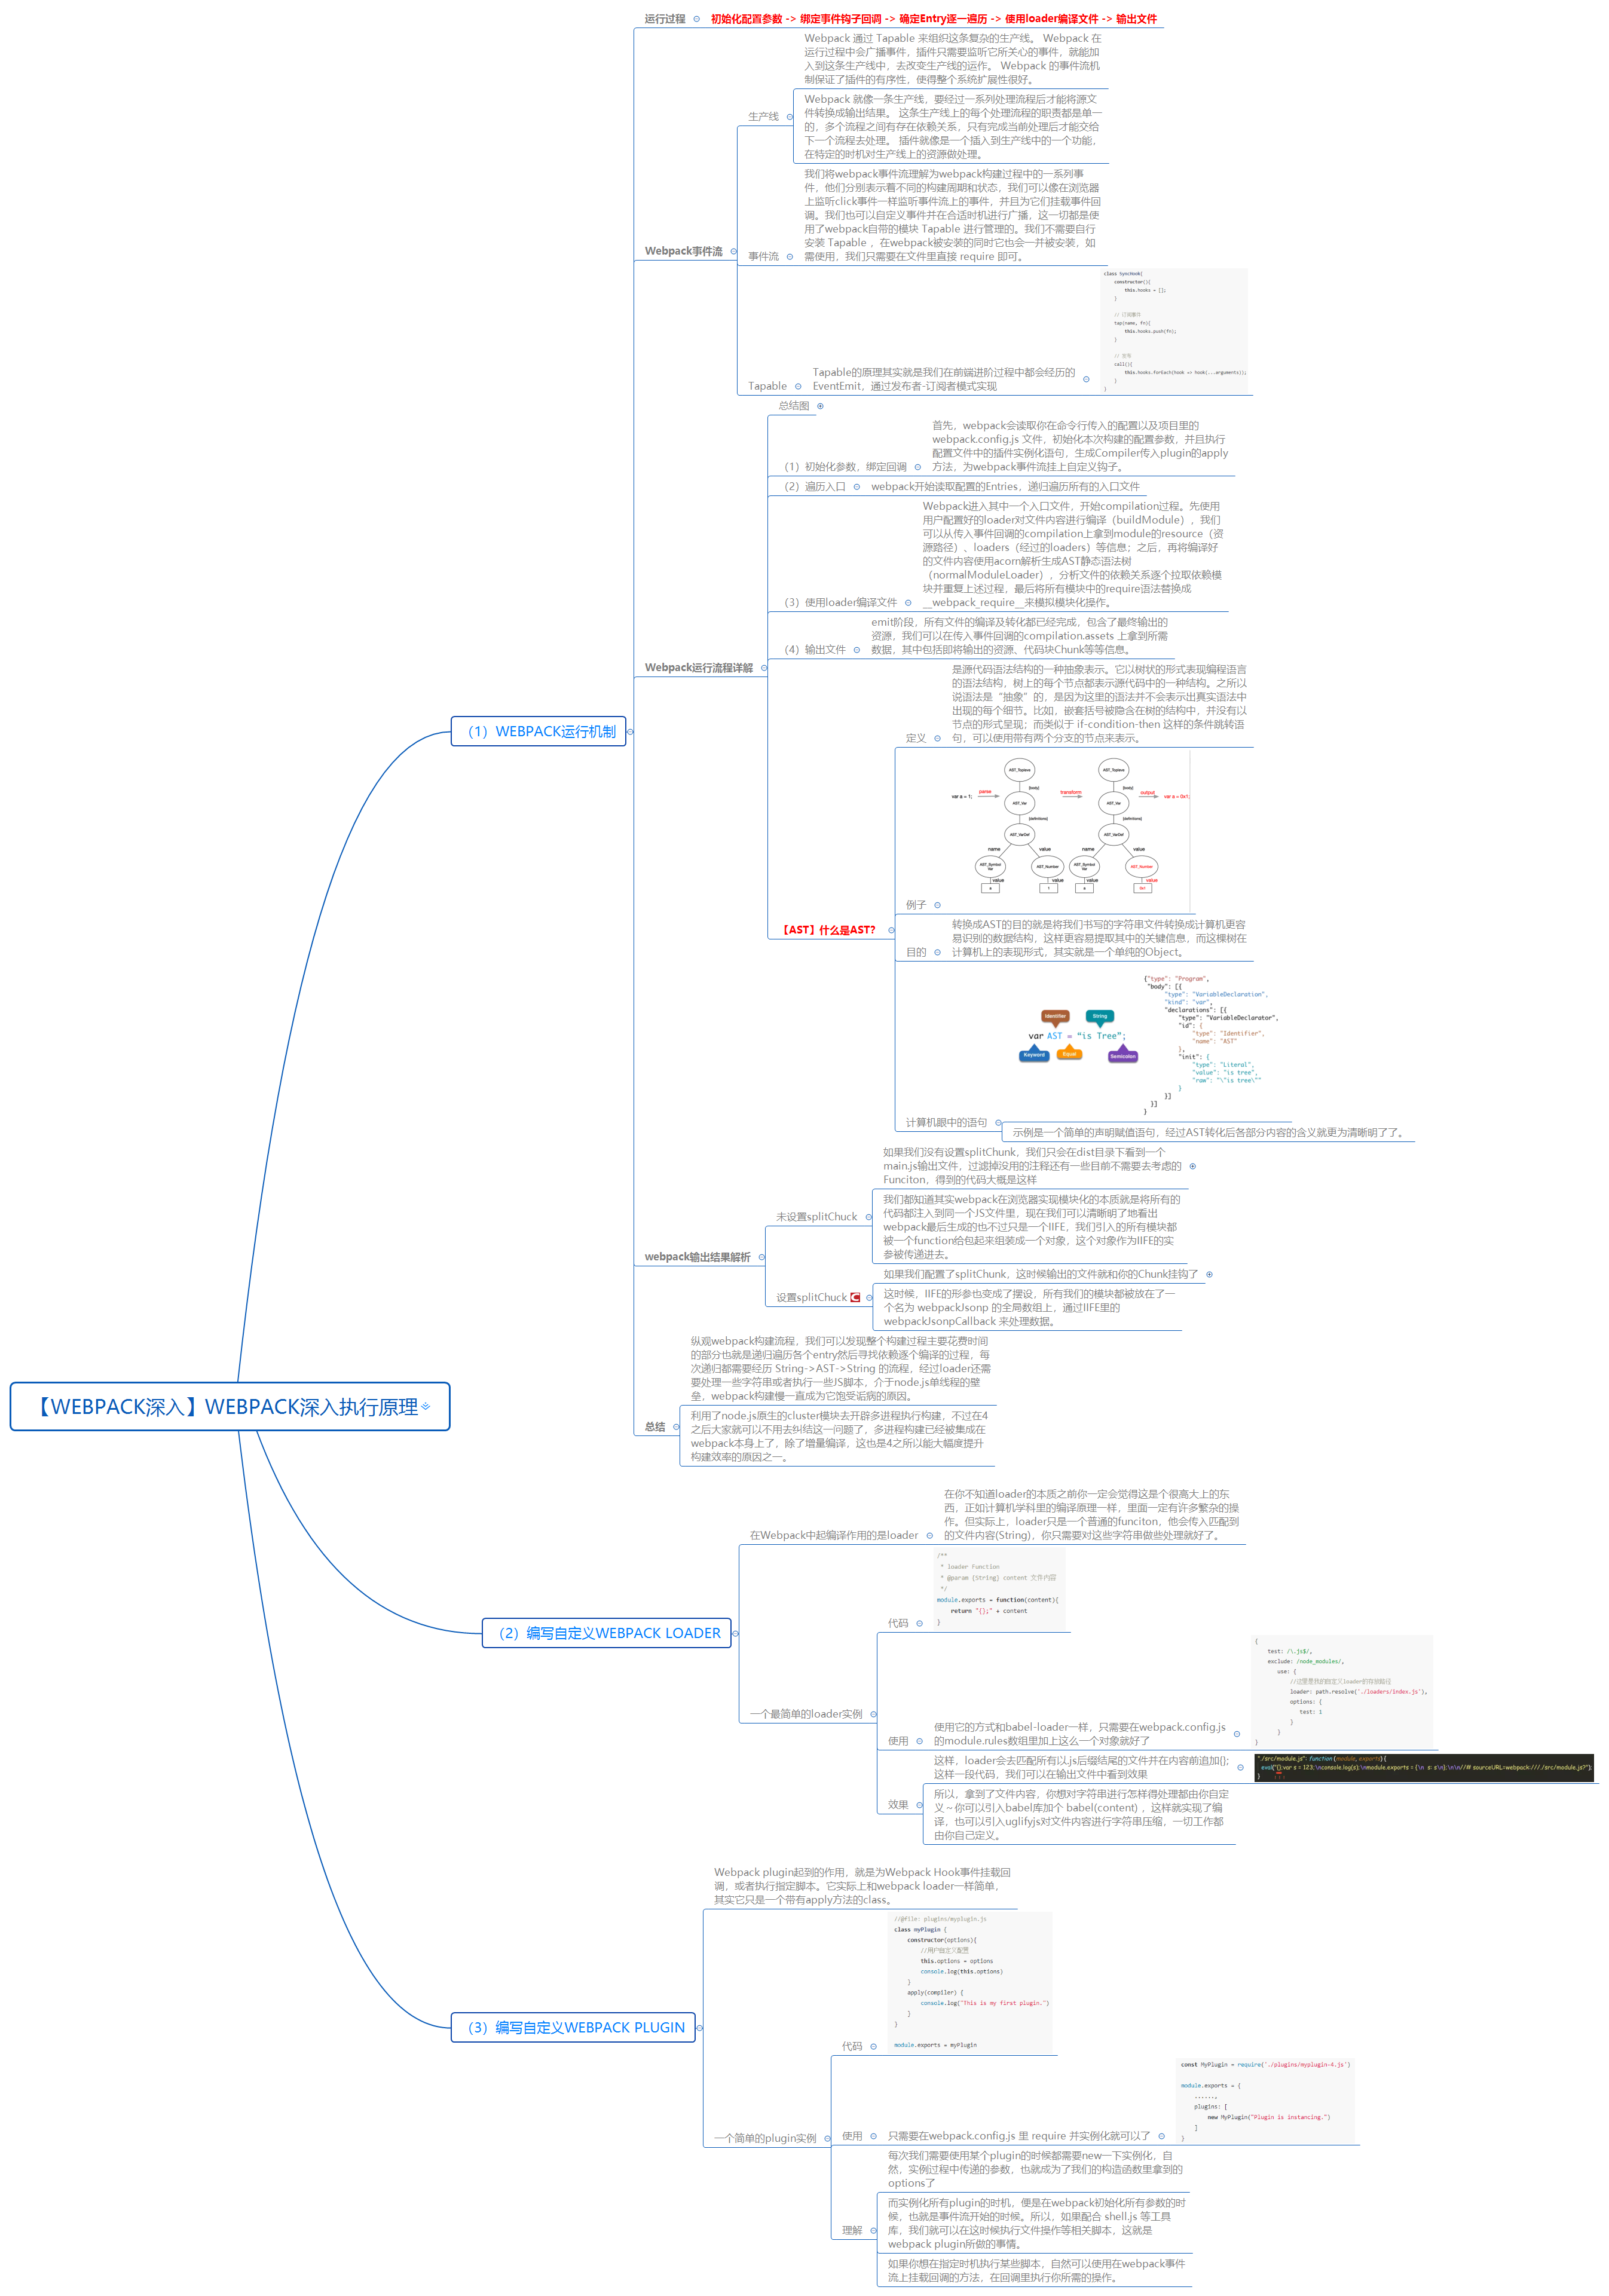 【WEBPACK深入】WEBPACK深入执行原理
（1）WEBPACK运行机制
运行过程
初始化配置参数 -> 绑定事件钩子回调 -> 确定Entry逐一遍历 -> 使用loader编译文件 -> 输出文件
Webpack事件流
生产线
Webpack 通过 Tapable 来组织这条复杂的生产线。 Webpack 在
运行过程中会广播事件，插件只需要监听它所关心的事件，就能加
入到这条生产线中，去改变生产线的运作。 Webpack 的事件流机
制保证了插件的有序性，使得整个系统扩展性很好。
Webpack 就像一条生产线，要经过一系列处理流程后才能将源文
件转换成输出结果。 这条生产线上的每个处理流程的职责都是单一
的，多个流程之间有存在依赖关系，只有完成当前处理后才能交给
下一个流程去处理。 插件就像是一个插入到生产线中的一个功能，
在特定的时机对生产线上的资源做处理。
事件流
我们将webpack事件流理解为webpack构建过程中的一系列事
件，他们分别表示着不同的构建周期和状态，我们可以像在浏览器
上监听click事件一样监听事件流上的事件，并且为它们挂载事件回
调。我们也可以自定义事件并在合适时机进行广播，这一切都是使
用了webpack自带的模块 Tapable 进行管理的。我们不需要自行
安装 Tapable ，在webpack被安装的同时它也会一并被安装，如
需使用，我们只需要在文件里直接 require 即可。
Tapable
Tapable的原理其实就是我们在前端进阶过程中都会经历的
EventEmit，通过发布者-订阅者模式实现
class SyncHook{
constructor(){
this.hooks = [];
}
// 订阅事件
tap(name, fn){
this.hooks.push(fn);
}
// 发布
call(){
this.hooks.forEach(hook => hook(...arguments));
}
}
Webpack运行流程详解
总结图
（1）初始化参数，绑定回调
首先，webpack会读取你在命令行传入的配置以及项目里的
webpack.config.js 文件，初始化本次构建的配置参数，并且执行
配置文件中的插件实例化语句，生成Compiler传入plugin的apply
方法，为webpack事件流挂上自定义钩子。
（2）遍历入口
webpack开始读取配置的Entries，递归遍历所有的入口文件
（3）使用loader编译文件
Webpack进入其中一个入口文件，开始compilation过程。先使用
用户配置好的loader对文件内容进行编译（buildModule），我们
可以从传入事件回调的compilation上拿到module的resource（资
源路径）、loaders（经过的loaders）等信息；之后，再将编译好
的文件内容使用acorn解析生成AST静态语法树
（normalModuleLoader），分析文件的依赖关系逐个拉取依赖模
块并重复上述过程，最后将所有模块中的require语法替换成
__webpack_require__来模拟模块化操作。
（4）输出文件
emit阶段，所有文件的编译及转化都已经完成，包含了最终输出的
资源，我们可以在传入事件回调的compilation.assets 上拿到所需
数据，其中包括即将输出的资源、代码块Chunk等等信息。
【AST】什么是AST?
定义
是源代码语法结构的一种抽象表示。它以树状的形式表现编程语言
的语法结构，树上的每个节点都表示源代码中的一种结构。之所以
说语法是“抽象”的，是因为这里的语法并不会表示出真实语法中
出现的每个细节。比如，嵌套括号被隐含在树的结构中，并没有以
节点的形式呈现；而类似于 if-condition-then 这样的条件跳转语
句，可以使用带有两个分支的节点来表示。
例子
AST_Toplevel
AST_Toplevel
[body]
[body]
var a = 1;
parse
AST_Var
transform
AST_Var
output
var a = 0x1;
[definitions]
[definitions]
AST_VarDef
AST_VarDef
name
value
name
value
AST_Symbol
Var
AST_Number
AST_Symbol
Var
AST_Number
value
value
value
value
a
1
a
0x1
目的
转换成AST的目的就是将我们书写的字符串文件转换成计算机更容
易识别的数据结构，这样更容易提取其中的关键信息，而这棵树在
计算机上的表现形式，其实就是一个单纯的Object。
计算机眼中的语句
Identifier
String
var AST = “is Tree”;
Keyword
Equal
Semicolon
{"type": "Program",
"body": [{
"type": "VariableDeclaration",
"kind": "var",
"declarations": [{
"type": "VariableDeclarator",
"id": {
"type": "Identifier",
"name": "AST"
},
"init": {
"type": "Literal",
"value": "is tree",
"raw": "\"is tree\""
}
}]
}]
}
示例是一个简单的声明赋值语句，经过AST转化后各部分内容的含义就更为清晰明了了。
webpack输出结果解析
未设置splitChuck
如果我们没有设置splitChunk，我们只会在dist目录下看到一个
main.js输出文件，过滤掉没用的注释还有一些目前不需要去考虑的
Funciton，得到的代码大概是这样
我们都知道其实webpack在浏览器实现模块化的本质就是将所有的
代码都注入到同一个JS文件里，现在我们可以清晰明了地看出
webpack最后生成的也不过只是一个IIFE，我们引入的所有模块都
被一个function给包起来组装成一个对象，这个对象作为IIFE的实
参被传递进去。
设置splitChuck
如果我们配置了splitChunk，这时候输出的文件就和你的Chunk挂钩了
这时候，IIFE的形参也变成了摆设，所有我们的模块都被放在了一
个名为 webpackJsonp 的全局数组上，通过IIFE里的
webpackJsonpCallback 来处理数据。
总结
纵观webpack构建流程，我们可以发现整个构建过程主要花费时间
的部分也就是递归遍历各个entry然后寻找依赖逐个编译的过程，每
次递归都需要经历 String->AST->String 的流程，经过loader还需
要处理一些字符串或者执行一些JS脚本，介于node.js单线程的壁
垒，webpack构建慢一直成为它饱受诟病的原因。
利用了node.js原生的cluster模块去开辟多进程执行构建，不过在4
之后大家就可以不用去纠结这一问题了，多进程构建已经被集成在
webpack本身上了，除了增量编译，这也是4之所以能大幅度提升
构建效率的原因之一。
（2）编写自定义WEBPACK LOADER
在Webpack中起编译作用的是loader
在你不知道loader的本质之前你一定会觉得这是个很高大上的东
西，正如计算机学科里的编译原理一样，里面一定有许多繁杂的操
作。但实际上，loader只是一个普通的funciton，他会传入匹配到
的文件内容(String)，你只需要对这些字符串做些处理就好了。
一个最简单的loader实例
代码
/**
* loader Function
* @param {String} content 文件内容
*/
module.exports = function(content){
return "{};" + content
}
使用
使用它的方式和babel-loader一样，只需要在webpack.config.js
的module.rules数组里加上这么一个对象就好了
{
test: /\.js$/,
exclude: /node_modules/,
use: {
//这里是我的自定义loader的存放路径
loader: path.resolve('./loaders/index.js'),
options: {
test: 1
}
}
}
效果
这样，loader会去匹配所有以.js后缀结尾的文件并在内容前追加{};
这样一段代码，我们可以在输出文件中看到效果
"./src/module.js": function (module, exports) {
eval("{};var s = 123;\nconsole.log(s);\nmodule.exports = {\n  s: s\n};\n\n//# sourceURL=webpack:///./src/module.js?");
}
所以，拿到了文件内容，你想对字符串进行怎样得处理都由你自定
义～你可以引入babel库加个 babel(content) ，这样就实现了编
译，也可以引入uglifyjs对文件内容进行字符串压缩，一切工作都
由你自己定义。
（3）编写自定义WEBPACK PLUGIN
Webpack plugin起到的作用，就是为Webpack Hook事件挂载回
调，或者执行指定脚本。它实际上和webpack loader一样简单，
其实它只是一个带有apply方法的class。
一个简单的plugin实例
代码
//@file: plugins/myplugin.js
class myPlugin {
constructor(options){
//用户自定义配置
this.options = options
console.log(this.options)
}
apply(compiler) {
console.log("This is my first plugin.")
}
}
module.exports = myPlugin
使用
只需要在webpack.config.js 里 require 并实例化就可以了
const MyPlugin = require('./plugins/myplugin-4.js')
module.exports = {
......,
plugins: [
new MyPlugin("Plugin is instancing.")
]
}
理解
每次我们需要使用某个plugin的时候都需要new一下实例化，自
然，实例过程中传递的参数，也就成为了我们的构造函数里拿到的
options了
而实例化所有plugin的时机，便是在webpack初始化所有参数的时
候，也就是事件流开始的时候。所以，如果配合 shell.js 等工具
库，我们就可以在这时候执行文件操作等相关脚本，这就是
webpack plugin所做的事情。
如果你想在指定时机执行某些脚本，自然可以使用在webpack事件
流上挂载回调的方法，在回调里执行你所需的操作。